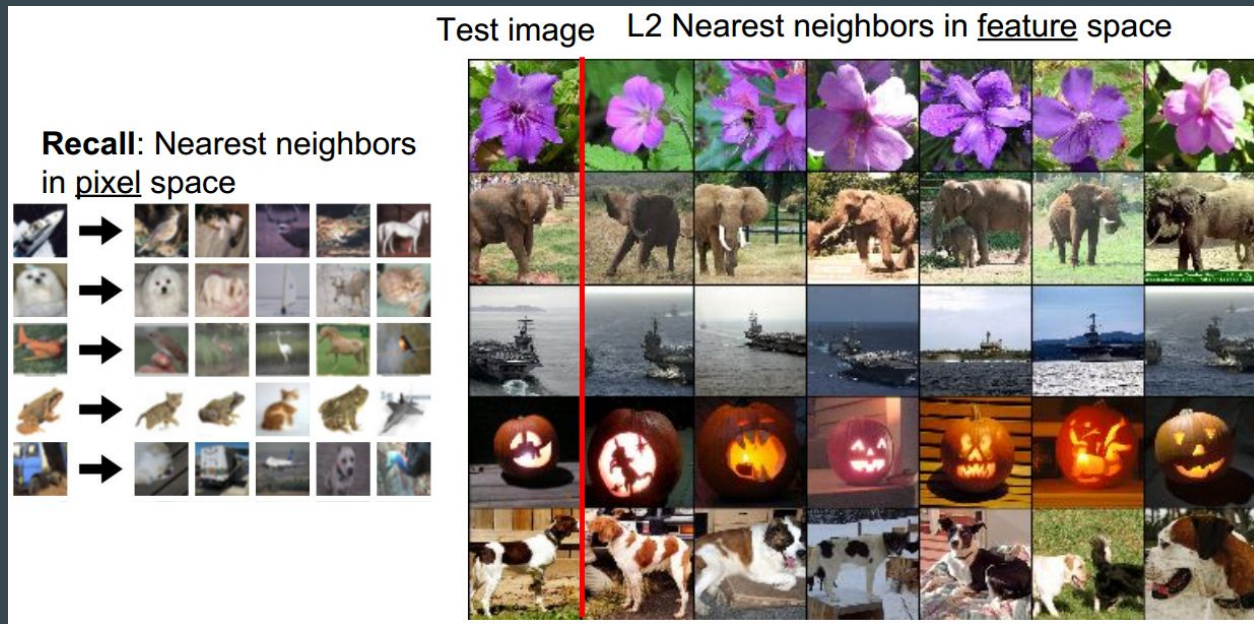 Test image
L2 Nearest neighbors in feature space
Recall: Nearest neighbors
in pixel space